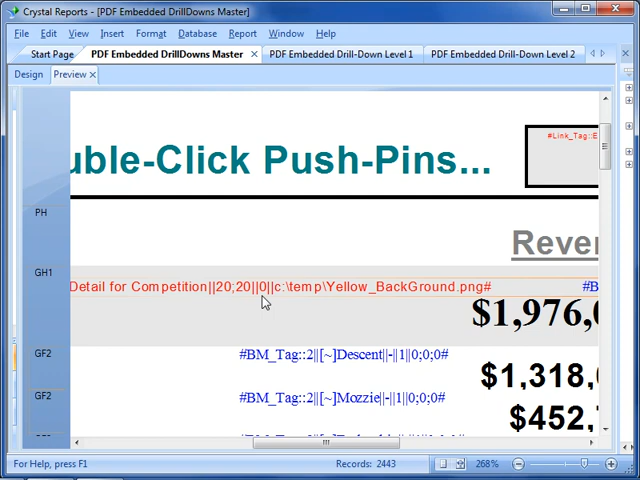 Crystal Reports - [PDF Embedded DrillDowns Master]
File Edit View Insert Format Database Report Window Help
Start Page PDF Embedded DrillDowns Master PDF Embedded Drill-Down Level 1 PDF Embedded Drill-Down Level 2
Design Preview
#Link_Tag::E
uble-Click Push-Pins...
PH
Reve
GH1
Detail for Competition||20;20||0||c:\temp\Yellow_BackGround.png# #B
$1,976,
GF2 #BM_Tag::2||[~]Descent||-||1||0;0;0#
$1,318,
GF2 #BM_Tag::2||[~]Mozzie||-||1||0;0;0#
$452,
For Help, press F1 Records: 2443 268%